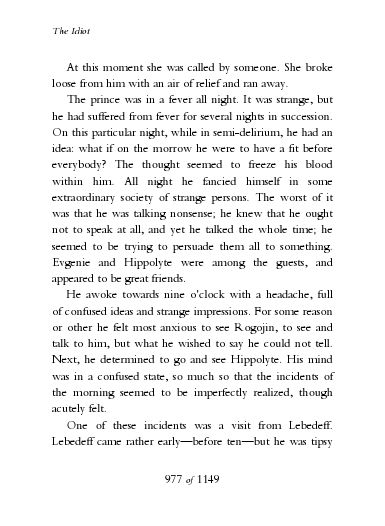 The Idiot
At this moment she was called by someone. She broke
loose from him with an air of relief and ran away.
The prince was in a fever all night. It was strange, but
he had suffered from fever for several nights in succession.
On this particular night, while in semi-delirium, he had an
idea: what if on the morrow he were to have a fit before
everybody? The thought seemed to freeze his blood
within him. All night he fancied himself in some
extraordinary society of strange persons. The worst of it
was that he was talking nonsense; he knew that he ought
not to speak at all, and yet he talked the whole time; he
seemed to be trying to persuade them all to something.
Evgenie and Hippolyte were among the guests, and
appeared to be great friends.
He awoke towards nine o'clock with a headache, full
of confused ideas and strange impressions. For some reason
or other he felt most anxious to see Rogojin, to see and
talk to him, but what he wished to say he could not tell.
Next, he determined to go and see Hippolyte. His mind
was in a confused state, so much so that the incidents of
the morning seemed to be imperfectly realized, though
acutely felt.
One of these incidents was a visit from Lebedeff.
Lebedeff came rather early—before ten—but he was tipsy
977 of 1149